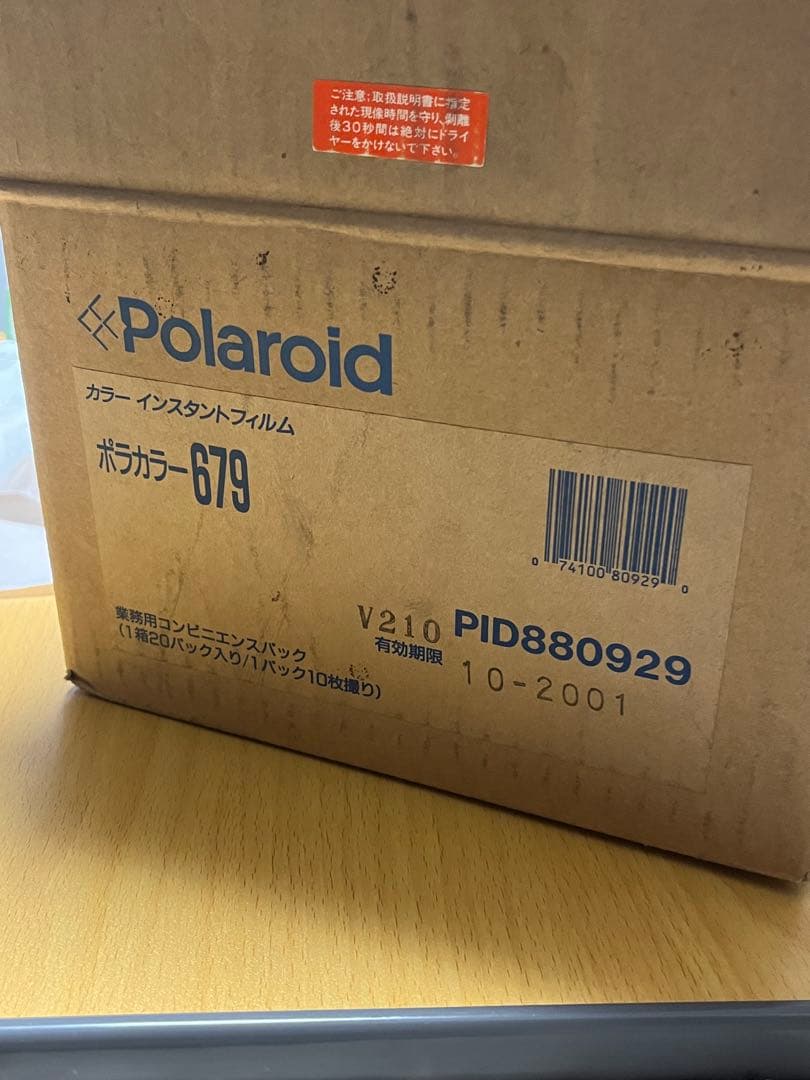 ご注意;取扱説明書に指定
された現像時間を守り、剝離
後30秒間は絶対にドライ
ヤーをかけないで下さい。
Polaroid
カラー インスタントフィルム
ポラカラー679
0 74100 80929 0
業務用コンビニエンスパック
(1箱20パック入り/1パック10枚撮り)
V210 PID880929
有効期限 10-2001